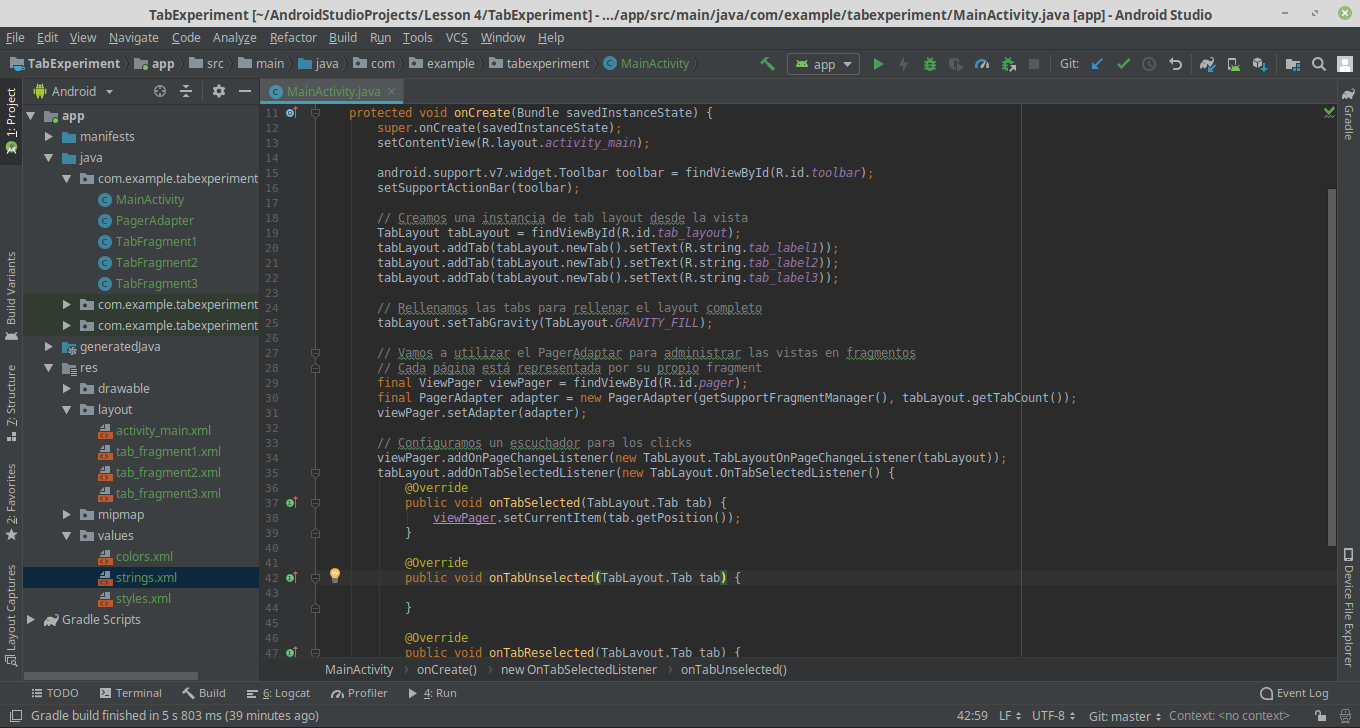 TabExperiment [~/AndroidStudioProjects/Lesson 4/TabExperiment] - .../app/src/main/java/com/example/tabexperiment/MainActivity.java [app] - Android Studio
File Edit View Navigate Code Analyze Refactor Build Run Tools VCS Window Help
TabExperiment app src main java com example tabexperiment MainActivity app Git:
1: Project
Build Variants
7: Structure
2: Favorites
Layout Captures
Android
app
manifests
java
com.example.tabexperiment
MainActivity
PagerAdapter
TabFragment1
TabFragment2
TabFragment3
com.example.tabexperiment
com.example.tabexperiment
generatedJava
res
drawable
layout
activity_main.xml
tab_fragment1.xml
tab_fragment2.xml
tab_fragment3.xml
mipmap
values
colors.xml
strings.xml
styles.xml
Gradle Scripts
MainActivity.java
11 protected void onCreate(Bundle savedInstanceState) {
12 super.onCreate(savedInstanceState);
13 setContentView(R.layout.activity_main);
14
15 android.support.v7.widget.Toolbar toolbar = findViewById(R.id.toolbar);
16 setSupportActionBar(toolbar);
17
18 // Creamos una instancia de tab layout desde la vista
19 TabLayout tabLayout = findViewById(R.id.tab_layout);
20 tabLayout.addTab(tabLayout.newTab().setText(R.string.tab_label1));
21 tabLayout.addTab(tabLayout.newTab().setText(R.string.tab_label2));
22 tabLayout.addTab(tabLayout.newTab().setText(R.string.tab_label3));
23
24 // Rellenamos las tabs para rellenar el layout completo
25 tabLayout.setTabGravity(TabLayout.GRAVITY_FILL);
26
27 // Vamos a utilizar el PagerAdaptar para administrar las vistas en fragmentos
28 // Cada página está representada por su propio fragment
29 final ViewPager viewPager = findViewById(R.id.pager);
30 final PagerAdapter adapter = new PagerAdapter(getSupportFragmentManager(), tabLayout.getTabCount());
31 viewPager.setAdapter(adapter);
32
33 // Configuramos un escuchador para los clicks
34 viewPager.addOnPageChangeListener(new TabLayout.TabLayoutOnPageChangeListener(tabLayout));
35 tabLayout.addOnTabSelectedListener(new TabLayout.OnTabSelectedListener() {
36 @Override
37 public void onTabSelected(TabLayout.Tab tab) {
38 viewPager.setCurrentItem(tab.getPosition());
39 }
40
41 @Override
42 public void onTabUnselected(TabLayout.Tab tab) {
43
44 }
45
46 @Override
47 public void onTabReselected(TabLayout.Tab tab) {
MainActivity onCreate() new OnTabSelectedListener onTabUnselected()
Gradle
Device File Explorer
TODO Terminal Build 6: Logcat Profiler 4: Run Event Log
Gradle build finished in 5 s 803 ms (39 minutes ago) 42:59 LF UTF-8 Git: master Context: <no context>